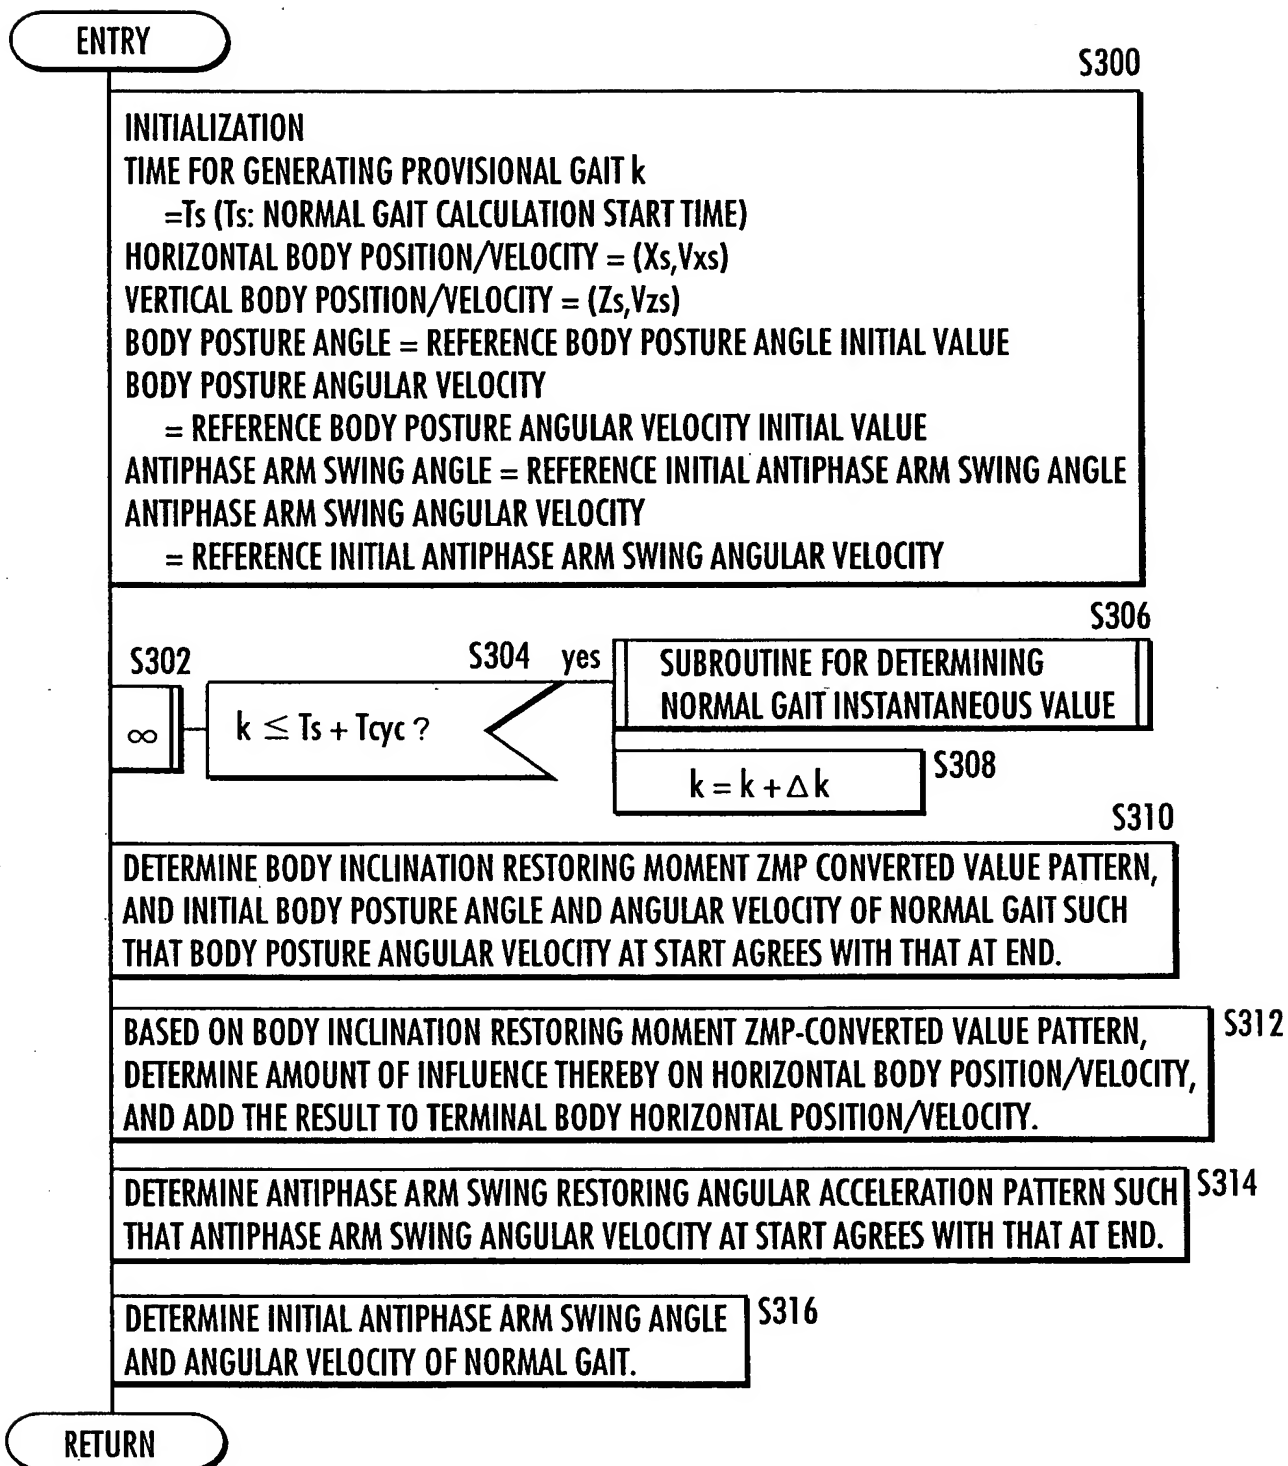 ENTRY
S300
INITIALIZATION
TIME FOR GENERATING PROVISIONAL GAIT k
=Ts (Ts: NORMAL GAIT CALCULATION START TIME)
HORIZONTAL BODY POSITION/VELOCITY = (Xs,Vxs)
VERTICAL BODY POSITION/VELOCITY = (Zs,Vzs)
BODY POSTURE ANGLE = REFERENCE BODY POSTURE ANGLE INITIAL VALUE
BODY POSTURE ANGULAR VELOCITY
= REFERENCE BODY POSTURE ANGULAR VELOCITY INITIAL VALUE
ANTIPHASE ARM SWING ANGLE = REFERENCE INITIAL ANTIPHASE ARM SWING ANGLE
ANTIPHASE ARM SWING ANGULAR VELOCITY
= REFERENCE INITIAL ANTIPHASE ARM SWING ANGULAR VELOCITY
S302
∞
S304
k ≤ Ts + Tcyc ?
yes
S306
SUBROUTINE FOR DETERMINING
NORMAL GAIT INSTANTANEOUS VALUE
k = k + Δk
S308
S310
DETERMINE BODY INCLINATION RESTORING MOMENT ZMP CONVERTED VALUE PATTERN,
AND INITIAL BODY POSTURE ANGLE AND ANGULAR VELOCITY OF NORMAL GAIT SUCH
THAT BODY POSTURE ANGULAR VELOCITY AT START AGREES WITH THAT AT END.
S312
BASED ON BODY INCLINATION RESTORING MOMENT ZMP-CONVERTED VALUE PATTERN,
DETERMINE AMOUNT OF INFLUENCE THEREBY ON HORIZONTAL BODY POSITION/VELOCITY,
AND ADD THE RESULT TO TERMINAL BODY HORIZONTAL POSITION/VELOCITY.
S314
DETERMINE ANTIPHASE ARM SWING RESTORING ANGULAR ACCELERATION PATTERN SUCH
THAT ANTIPHASE ARM SWING ANGULAR VELOCITY AT START AGREES WITH THAT AT END.
S316
DETERMINE INITIAL ANTIPHASE ARM SWING ANGLE
AND ANGULAR VELOCITY OF NORMAL GAIT.
RETURN